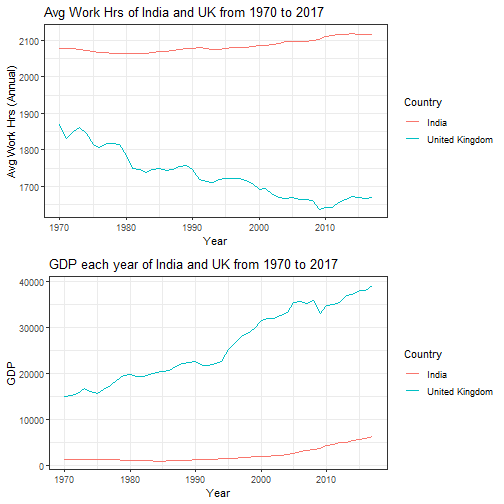 Avg Work Hrs of India and UK from 1970 to 2017
2100
2000
1900
1800
1700
Avg Work Hrs (Annual)
1970 1980 1990 2000 2010
Year
Country
India
United Kingdom
GDP each year of India and UK from 1970 to 2017
40000
30000
20000
10000
0
GDP
1970 1980 1990 2000 2010
Year
Country
India
United Kingdom